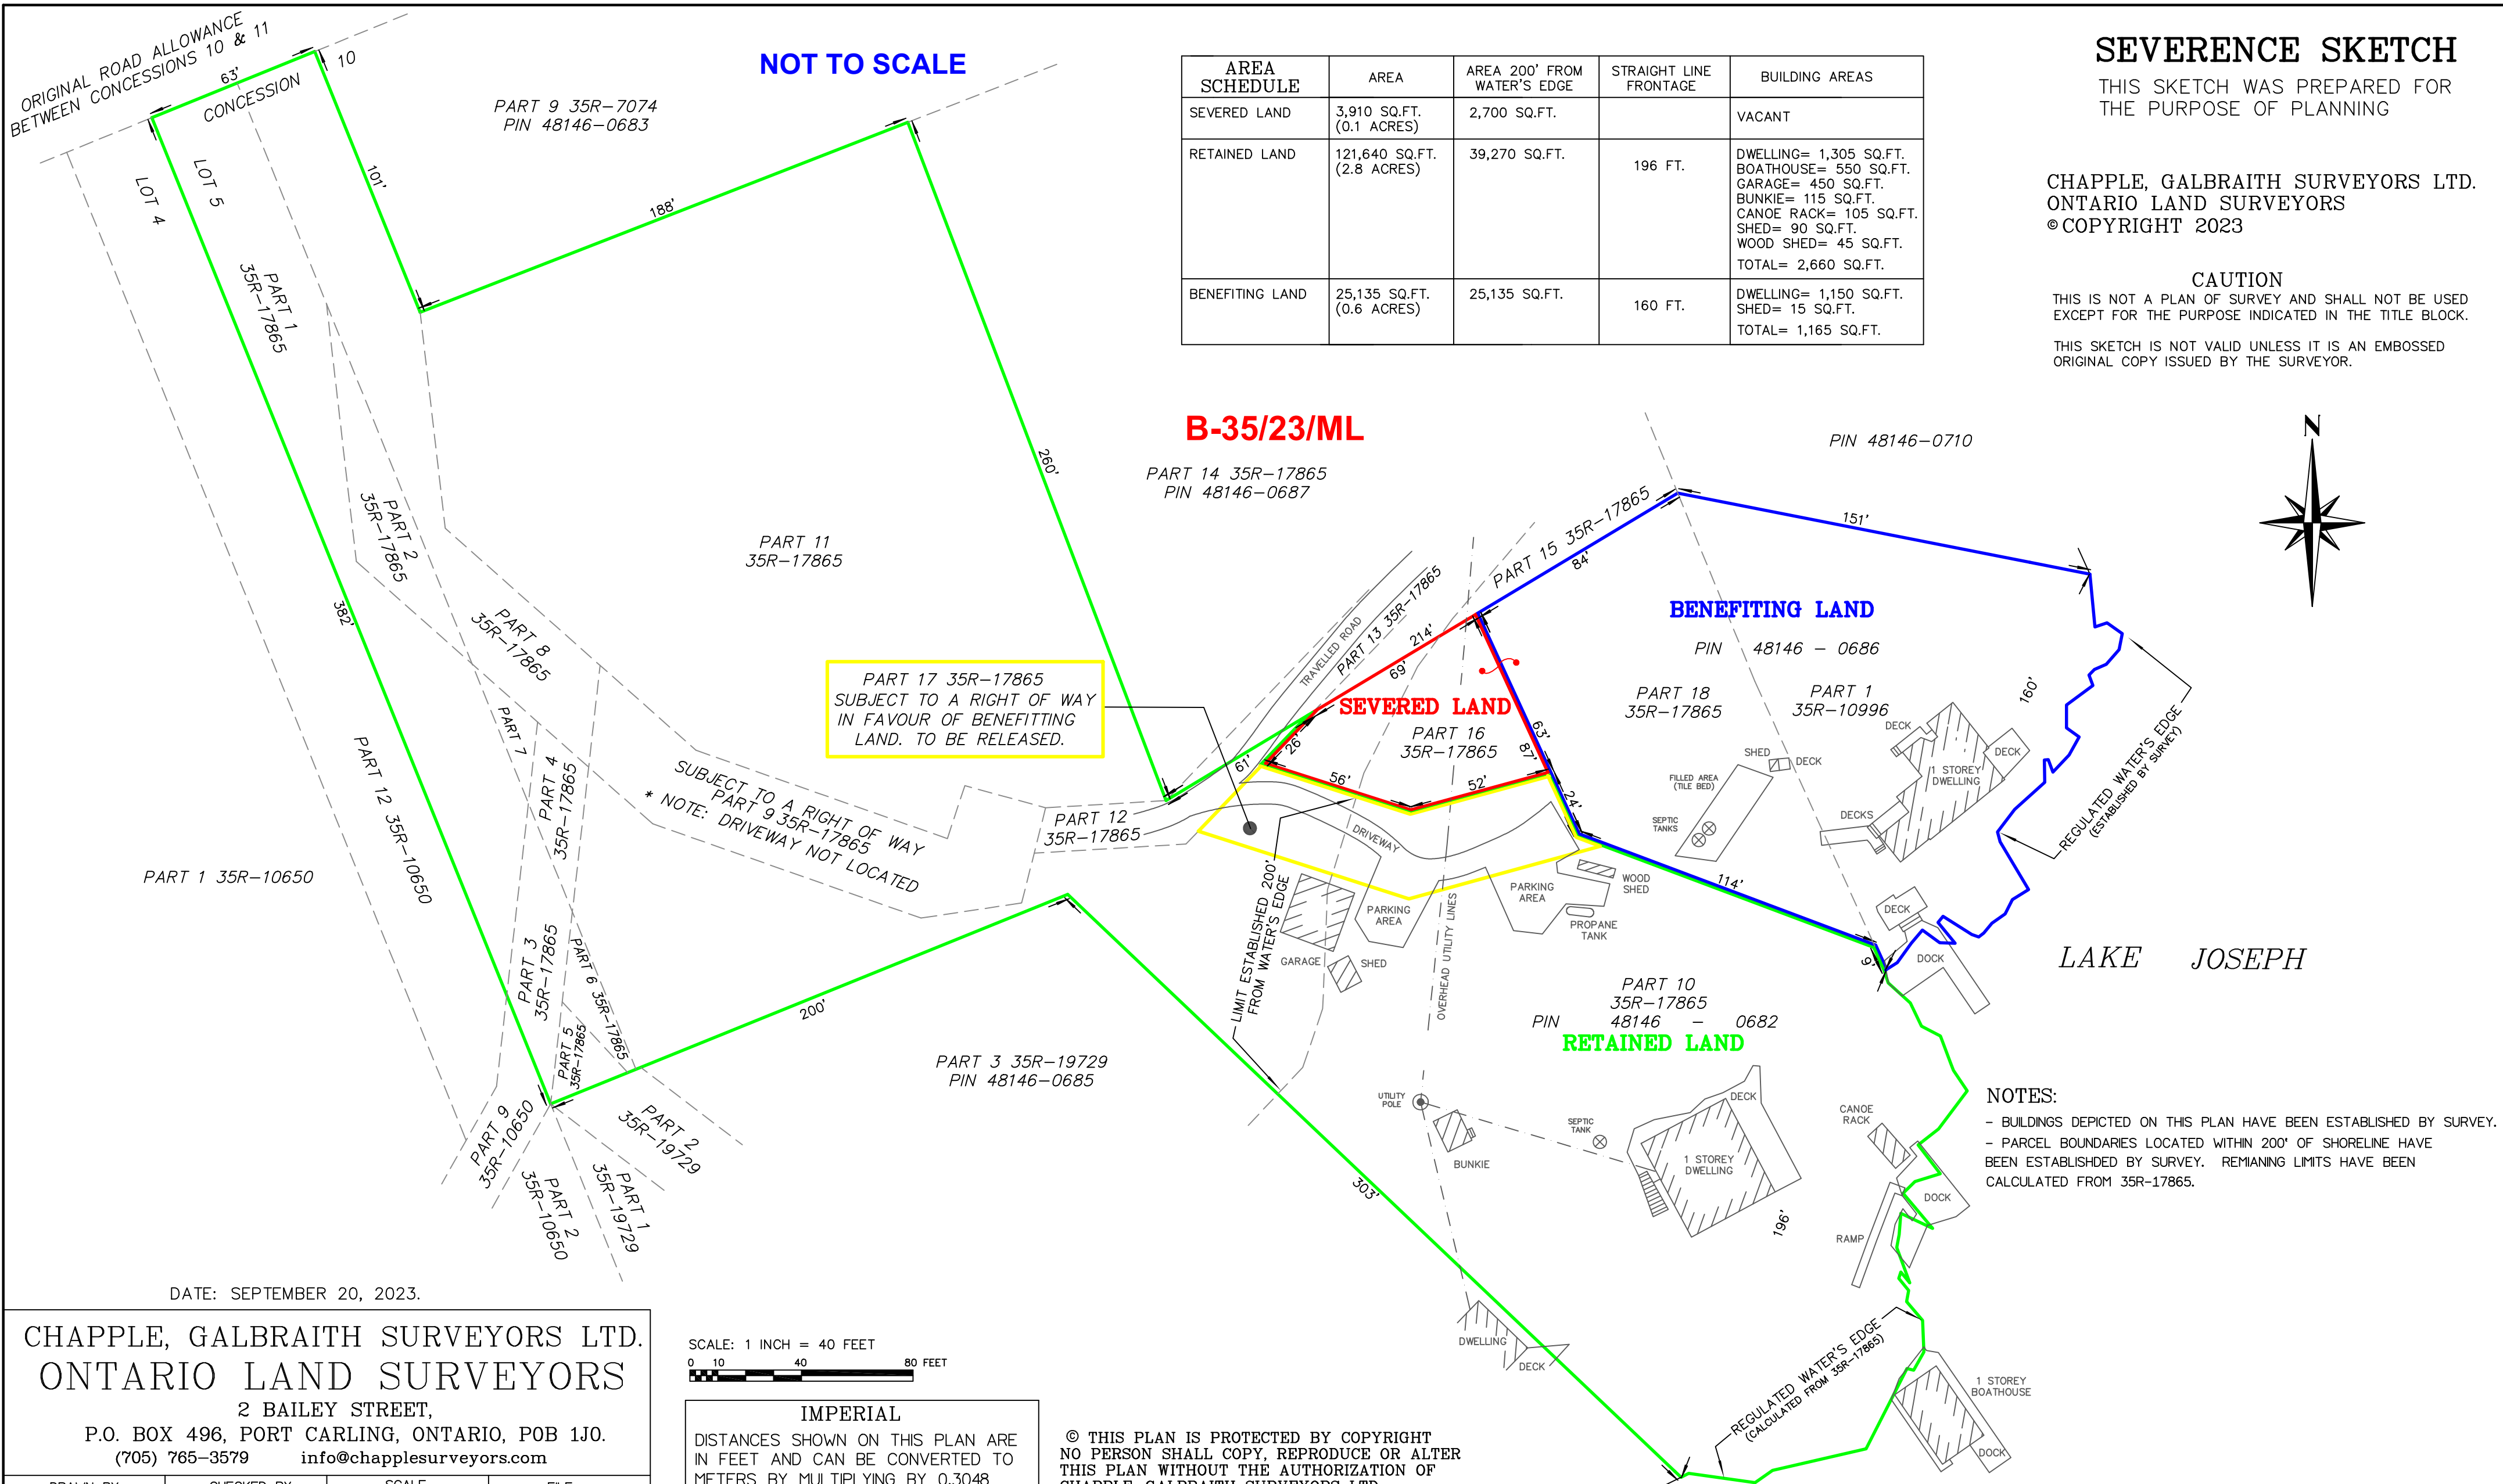 ORIGINAL ROAD ALLOWANCE
BETWEEN CONCESSIONS 10 & 11
63'
CONCESSION
10
LOT 4
LOT 5
101'
NOT TO SCALE
PART 9 35R-7074
PIN 48146-0683
188'
AREA SCHEDULE
AREA
AREA 200' FROM WATER'S EDGE
STRAIGHT LINE FRONTAGE
BUILDING AREAS
SEVERED LAND
3,910 SQ.FT.
(0.1 ACRES)
2,700 SQ.FT.
VACANT
RETAINED LAND
121,640 SQ.FT.
(2.8 ACRES)
39,270 SQ.FT.
196 FT.
DWELLING= 1,305 SQ.FT.
BOATHOUSE= 550 SQ.FT.
GARAGE= 450 SQ.FT.
BUNKIE= 115 SQ.FT.
CANOE RACK= 105 SQ.FT.
SHED= 90 SQ.FT.
WOOD SHED= 45 SQ.FT.
TOTAL= 2,660 SQ.FT.
BENEFITING LAND
25,135 SQ.FT.
(0.6 ACRES)
25,135 SQ.FT.
160 FT.
DWELLING= 1,150 SQ.FT.
SHED= 15 SQ.FT.
TOTAL= 1,165 SQ.FT.
SEVERENCE SKETCH
THIS SKETCH WAS PREPARED FOR
THE PURPOSE OF PLANNING
CHAPPLE, GALBRAITH SURVEYORS LTD.
ONTARIO LAND SURVEYORS
© COPYRIGHT 2023
CAUTION
THIS IS NOT A PLAN OF SURVEY AND SHALL NOT BE USED
EXCEPT FOR THE PURPOSE INDICATED IN THE TITLE BLOCK.
THIS SKETCH IS NOT VALID UNLESS IT IS AN EMBOSSED
ORIGINAL COPY ISSUED BY THE SURVEYOR.
N
B-35/23/ML
PART 14 35R-17865
PIN 48146-0687
PIN 48146-0710
PART 1
35R-17865
PART 2
35R-17865
PART 8
35R-17865
PART 11
35R-17865
260'
382'
PART 15 35R-17865
84'
151'
BENEFITING LAND
PIN 48146 - 0686
PART 18
35R-17865
PART 1
35R-10996
160'
REGULATED WATER'S EDGE
(ESTABLISHED BY SURVEY)
TRAVELLED ROAD
PART 13 35R-17865
214'
69'
SEVERED LAND
PART 16
35R-17865
63'
87'
26'
61'
56'
52'
24'
PART 17 35R-17865
SUBJECT TO A RIGHT OF WAY
IN FAVOUR OF BENEFITTING
LAND. TO BE RELEASED.
SHED
DECK
FILLED AREA
(TILE BED)
SEPTIC
TANKS
DECK
DECK
1 STOREY
DWELLING
DECKS
DECK
DOCK
PART 7
PART 4
35R-17865
SUBJECT TO A RIGHT OF WAY
PART 9 35R-17865
* NOTE: DRIVEWAY NOT LOCATED
PART 12
35R-17865
PART 12 35R-10650
PART 1 35R-10650
DRIVEWAY
LIMIT ESTABLISHED 200'
FROM WATER'S EDGE
GARAGE
SHED
PARKING
AREA
PARKING
AREA
WOOD
SHED
PROPANE
TANK
OVERHEAD UTILITY LINES
114'
9'
LAKE JOSEPH
PART 3
35R-17865
PART 6 35R-17865
PART 5
35R-17865
200'
PART 3 35R-19729
PIN 48146-0685
PART 10
35R-17865
PIN 48146 - 0682
RETAINED LAND
PART 9
35R-10650
PART 2
35R-19729
PART 2
35R-10650
PART 1
35R-19729
UTILITY
POLE
BUNKIE
SEPTIC
TANK
DECK
1 STOREY
DWELLING
196'
CANOE
RACK
DOCK
RAMP
303'
NOTES:
- BUILDINGS DEPICTED ON THIS PLAN HAVE BEEN ESTABLISHED BY SURVEY.
- PARCEL BOUNDARIES LOCATED WITHIN 200' OF SHORELINE HAVE
BEEN ESTABLISHDED BY SURVEY. REMIANING LIMITS HAVE BEEN
CALCULATED FROM 35R-17865.
DWELLING
DECK
REGULATED WATER'S EDGE
(CALCULATED FROM 35R-17865)
1 STOREY
BOATHOUSE
DOCK
DATE: SEPTEMBER 20, 2023.
CHAPPLE, GALBRAITH SURVEYORS LTD.
ONTARIO LAND SURVEYORS
2 BAILEY STREET,
P.O. BOX 496, PORT CARLING, ONTARIO, P0B 1J0.
(705) 765-3579 info@chapplesurveyors.com
DRAWN BY CHECKED BY SCALE FILE
SCALE: 1 INCH = 40 FEET
0 10 40 80 FEET
IMPERIAL
DISTANCES SHOWN ON THIS PLAN ARE
IN FEET AND CAN BE CONVERTED TO
METERS BY MULTIPLYING BY 0.3048
© THIS PLAN IS PROTECTED BY COPYRIGHT
NO PERSON SHALL COPY, REPRODUCE OR ALTER
THIS PLAN WITHOUT THE AUTHORIZATION OF
CHAPPLE GALBRAITH SURVEYORS LTD